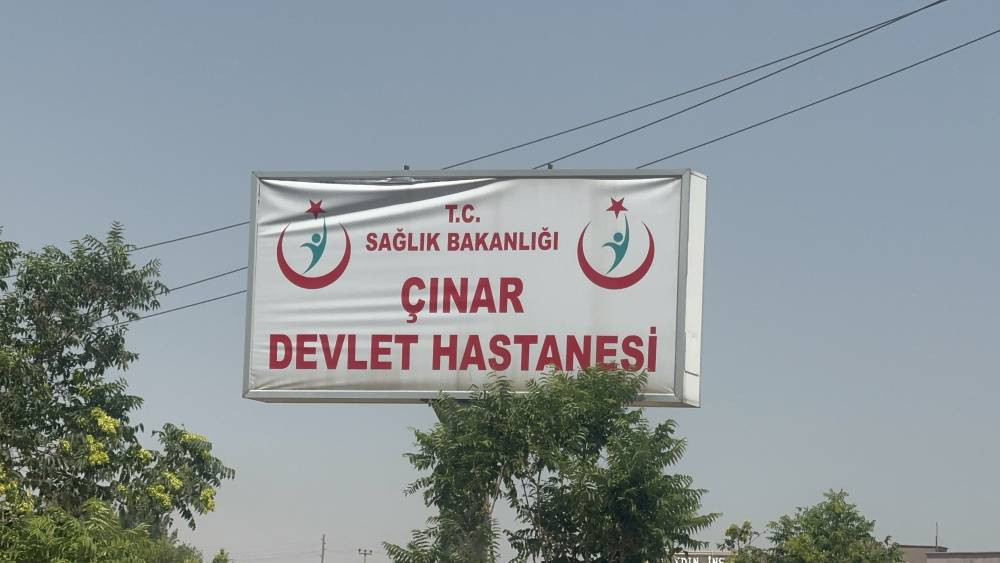 T.C.
SAĞLIK BAKANLIĞI
ÇINAR
DEVLET HASTANESİ